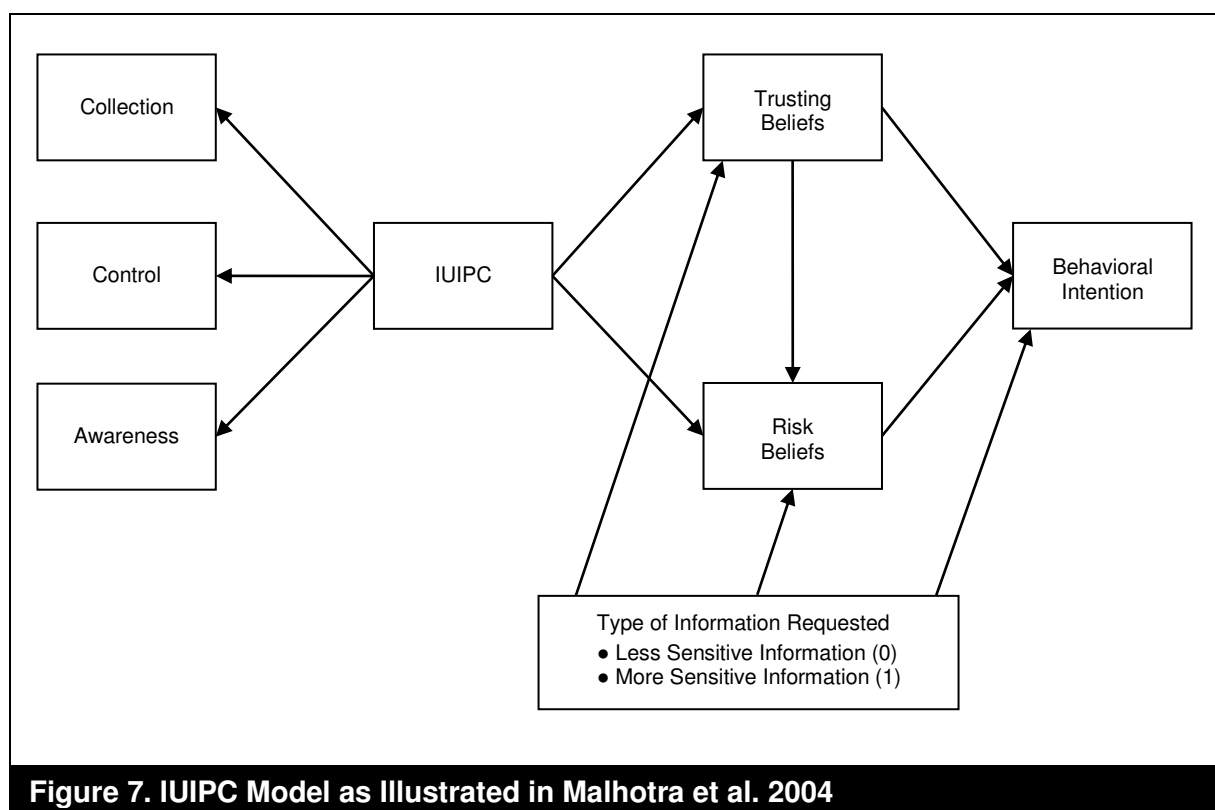 Collection
Control
Awareness
IUIPC
Trusting
Beliefs
Risk
Beliefs
Behavioral
Intention
Type of Information Requested
● Less Sensitive Information (0)
● More Sensitive Information (1)
Figure 7. IUIPC Model as Illustrated in Malhotra et al. 2004